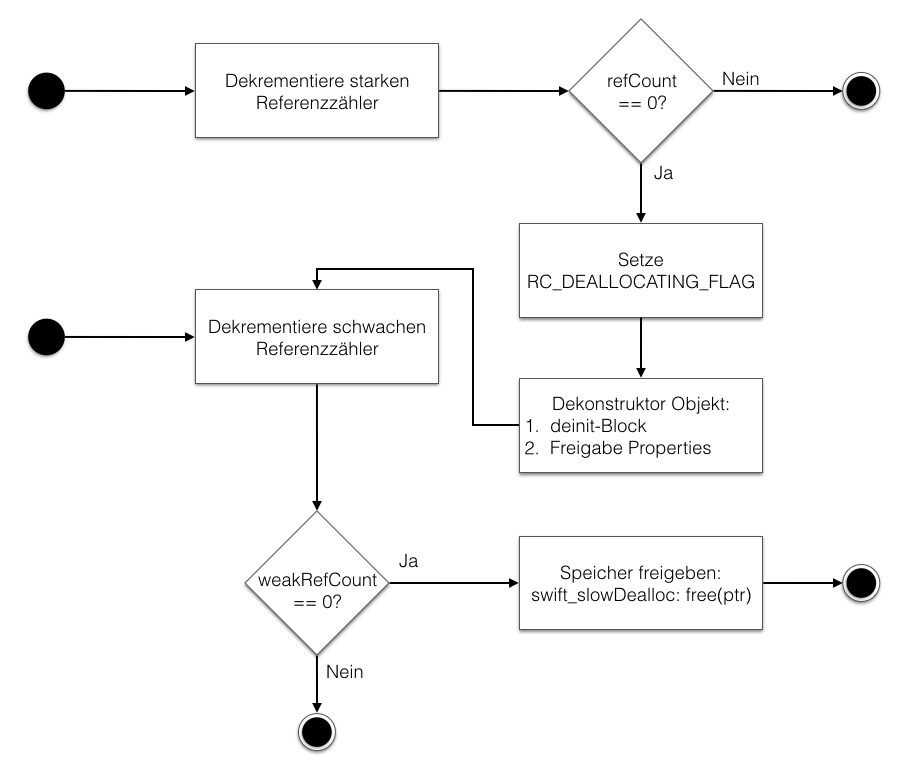 Dekrementiere starken
Referenzzähler
refCount
== 0?
Nein
Ja
Setze
RC_DEALLOCATING_FLAG
Dekrementiere schwachen
Referenzzähler
Dekonstruktor Objekt:
1. deinit-Block
2. Freigabe Properties
weakRefCount
== 0?
Ja
Speicher freigeben:
swift_slowDealloc: free(ptr)
Nein